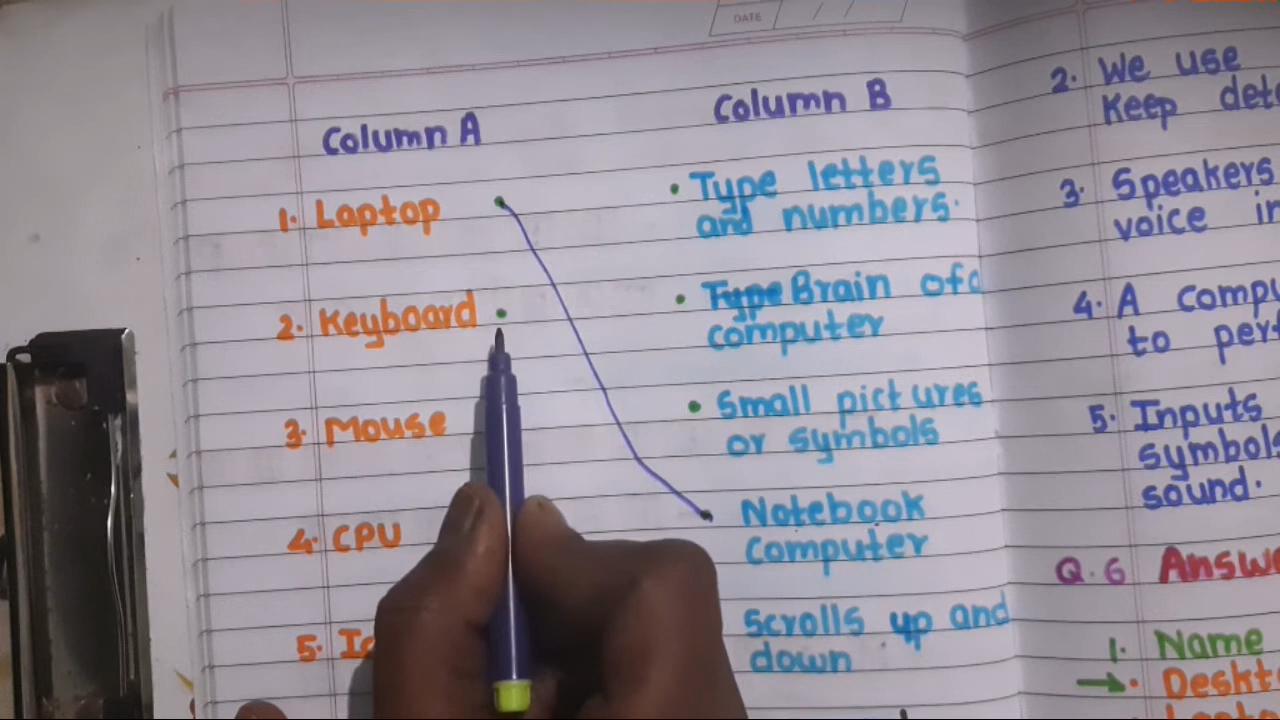 DATE
Column A
Column B
1. Laptop
• Type letters
and numbers.
2. Keyboard •
• Type Brain of a
computer
3. Mouse
• Small pictures
or symbols
4. CPU
Notebook
Computer
5.
Scrolls up and
down
2. We use
Keep
3. Speakers
voice
4. A
to
5. Inputs
symbols
sound.
Q.6
1. Name
→•